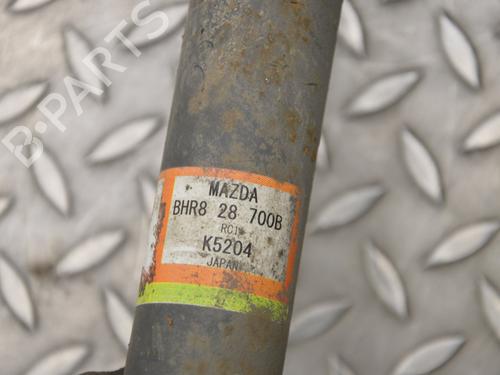 B-PARTS
MAZDA
BHR8 28 700B
RC1
K5204
JAPAN